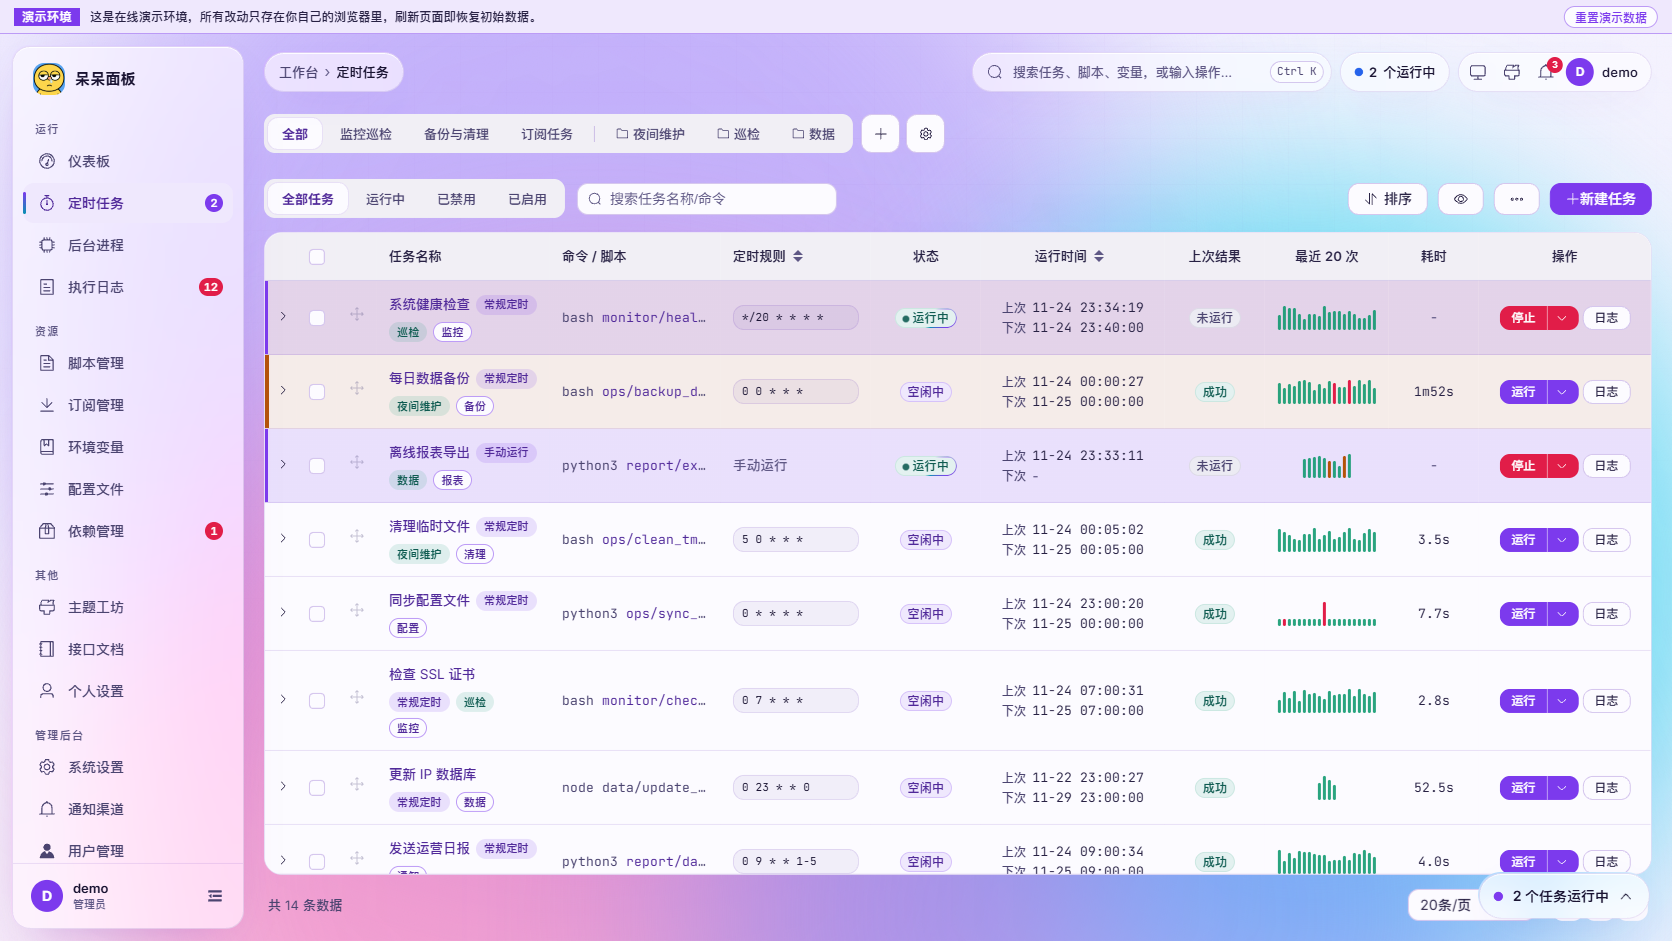 演示环境 这是在线演示环境，所有改动只存在你自己的浏览器里，刷新页面即恢复初始数据。 重置演示数据
呆呆面板
运行
仪表板
定时任务 2
后台进程
执行日志 12
资源
脚本管理
订阅管理
环境变量
配置文件
依赖管理 1
其他
主题工坊
接口文档
个人设置
管理后台
系统设置
通知渠道
用户管理
D demo
管理员
工作台 › 定时任务
搜索任务、脚本、变量，或输入操作... Ctrl K
2 个运行中
3 D demo
全部 监控巡检 备份与清理 订阅任务 夜间维护 巡检 数据
全部任务 运行中 已禁用 已启用 搜索任务名称/命令 排序 新建任务
任务名称 命令 / 脚本 定时规则 状态 运行时间 上次结果 最近 20 次 耗时 操作
系统健康检查 常规定时 巡检 监控
bash monitor/heal… */20 * * * * 运行中
上次 11-24 23:34:19
下次 11-24 23:40:00
未运行 - 停止 日志
每日数据备份 常规定时 夜间维护 备份
bash ops/backup_d… 0 0 * * * 空闲中
上次 11-24 00:00:27
下次 11-25 00:00:00
成功 1m52s 运行 日志
离线报表导出 手动运行 数据 报表
python3 report/ex… 手动运行 运行中
上次 11-24 23:33:11
下次 -
未运行 - 停止 日志
清理临时文件 常规定时 夜间维护 清理
bash ops/clean_tm… 5 0 * * * 空闲中
上次 11-24 00:05:02
下次 11-25 00:05:00
成功 3.5s 运行 日志
同步配置文件 常规定时 配置
python3 ops/sync_… 0 * * * * 空闲中
上次 11-24 23:00:20
下次 11-25 00:00:00
成功 7.7s 运行 日志
检查 SSL 证书
常规定时 巡检 监控
bash monitor/chec… 0 7 * * * 空闲中
上次 11-24 07:00:31
下次 11-25 07:00:00
成功 2.8s 运行 日志
更新 IP 数据库
常规定时 数据
node data/update_… 0 23 * * 0 空闲中
上次 11-22 23:00:27
下次 11-29 23:00:00
成功 52.5s 运行 日志
发送运营日报 常规定时 通知
python3 report/da… 0 9 * * 1-5 空闲中
上次 11-24 09:00:34
下次 11-25 09:00:00
成功 4.0s 运行 日志
共 14 条数据
20条/页
2 个任务运行中